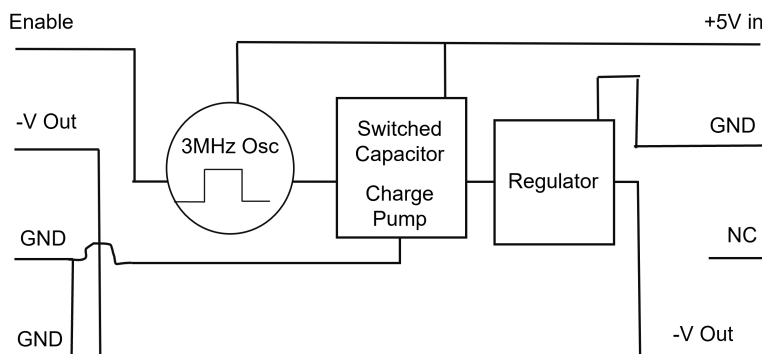 Enable
+5V in
-V Out
3MHz Osc
Switched
Capacitor
Charge
Pump
Regulator
GND
GND
NC
GND
-V Out